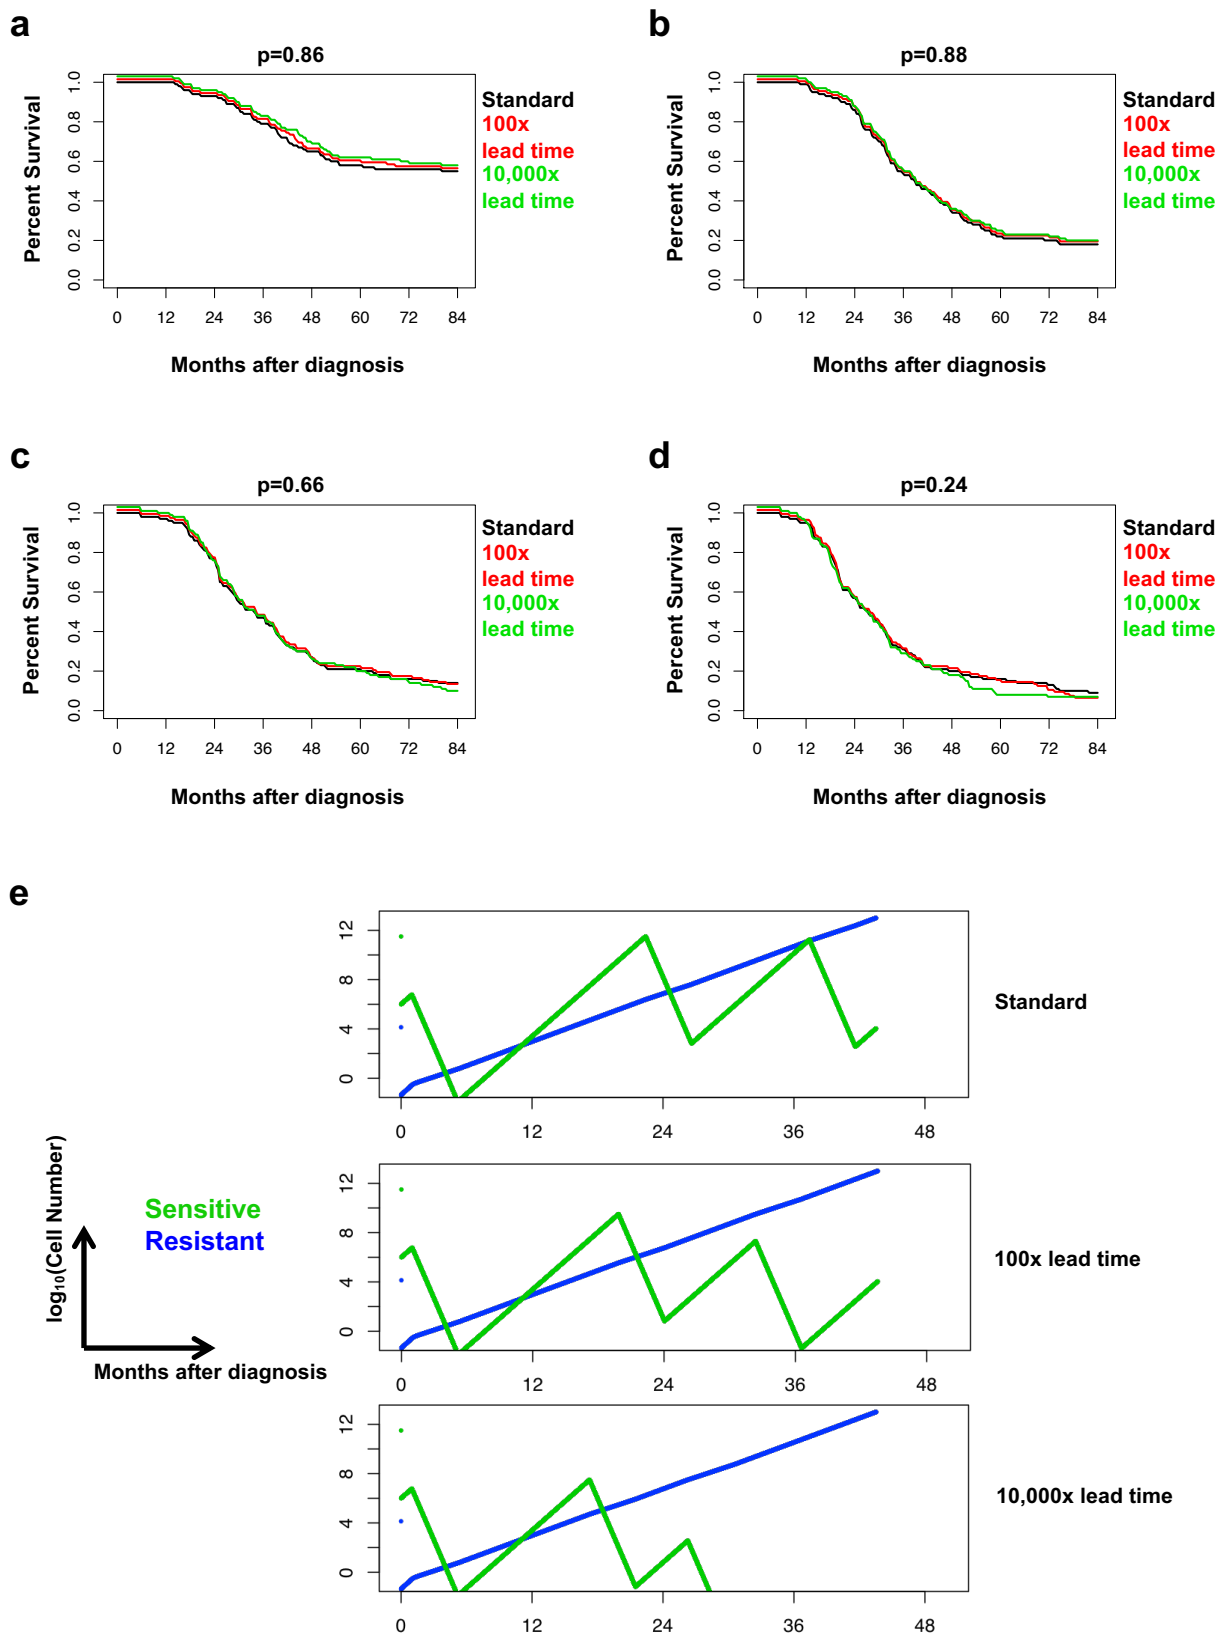 a
p=0.86
1.0
0.8
0.6
0.4
0.2
0.0
Percent Survival
0 12 24 36 48 60 72 84
Months after diagnosis
Standard
100x
lead time
10,000x
lead time
b
p=0.88
1.0
0.8
0.6
0.4
0.2
0.0
Percent Survival
0 12 24 36 48 60 72 84
Months after diagnosis
Standard
100x
lead time
10,000x
lead time
c
p=0.66
1.0
0.8
0.6
0.4
0.2
0.0
Percent Survival
0 12 24 36 48 60 72 84
Months after diagnosis
Standard
100x
lead time
10,000x
lead time
d
p=0.24
1.0
0.8
0.6
0.4
0.2
0.0
Percent Survival
0 12 24 36 48 60 72 84
Months after diagnosis
Standard
100x
lead time
10,000x
lead time
e
12
8
4
0
0 12 24 36 48
Standard
log₁₀(Cell Number)
Months after diagnosis
Sensitive
Resistant
12
8
4
0
0 12 24 36 48
100x lead time
12
8
4
0
0 12 24 36 48
10,000x lead time